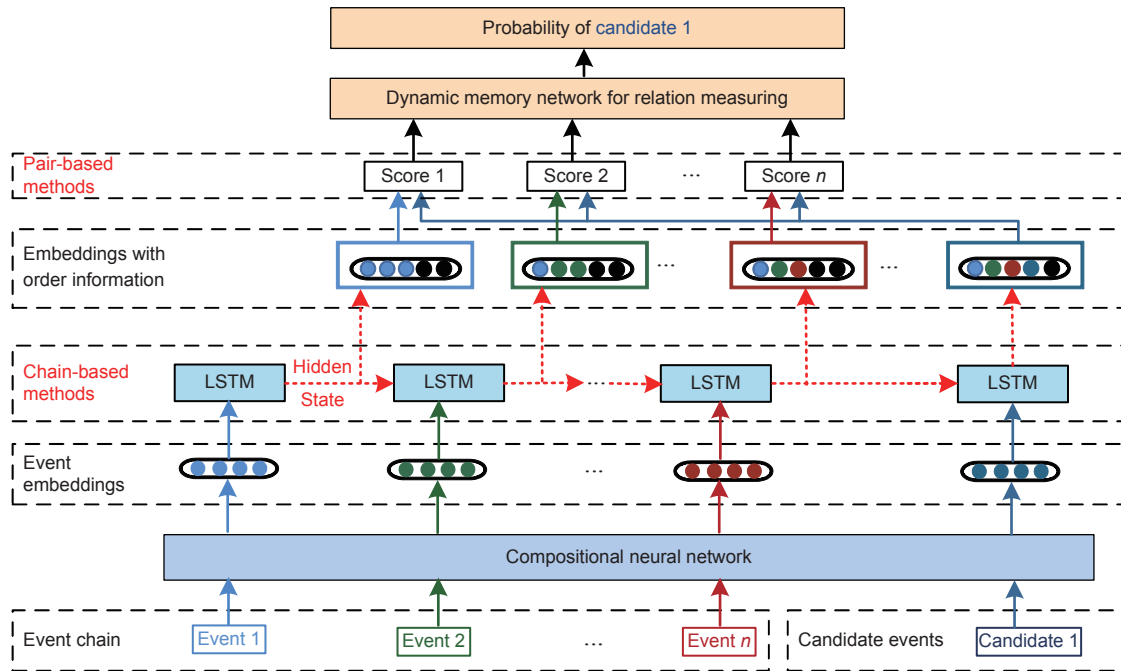 Probability of candidate 1
Dynamic memory network for relation measuring
Pair-based
methods
Score 1
Score 2
...
Score n
Embeddings with
order information
...
...
Chain-based
methods
LSTM
Hidden
State
LSTM
...
LSTM
LSTM
Event
embeddings
...
Compositional neural network
Event chain
Event 1
Event 2
...
Event n
Candidate events
Candidate 1